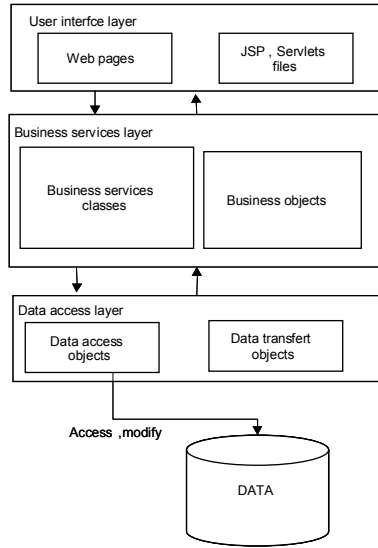 User interfce layer
Web pages
JSP , Servlets
files
Business services layer
Business services
classes
Business objects
Data access layer
Data access
objects
Data transfert
objects
Access ,modify
DATA